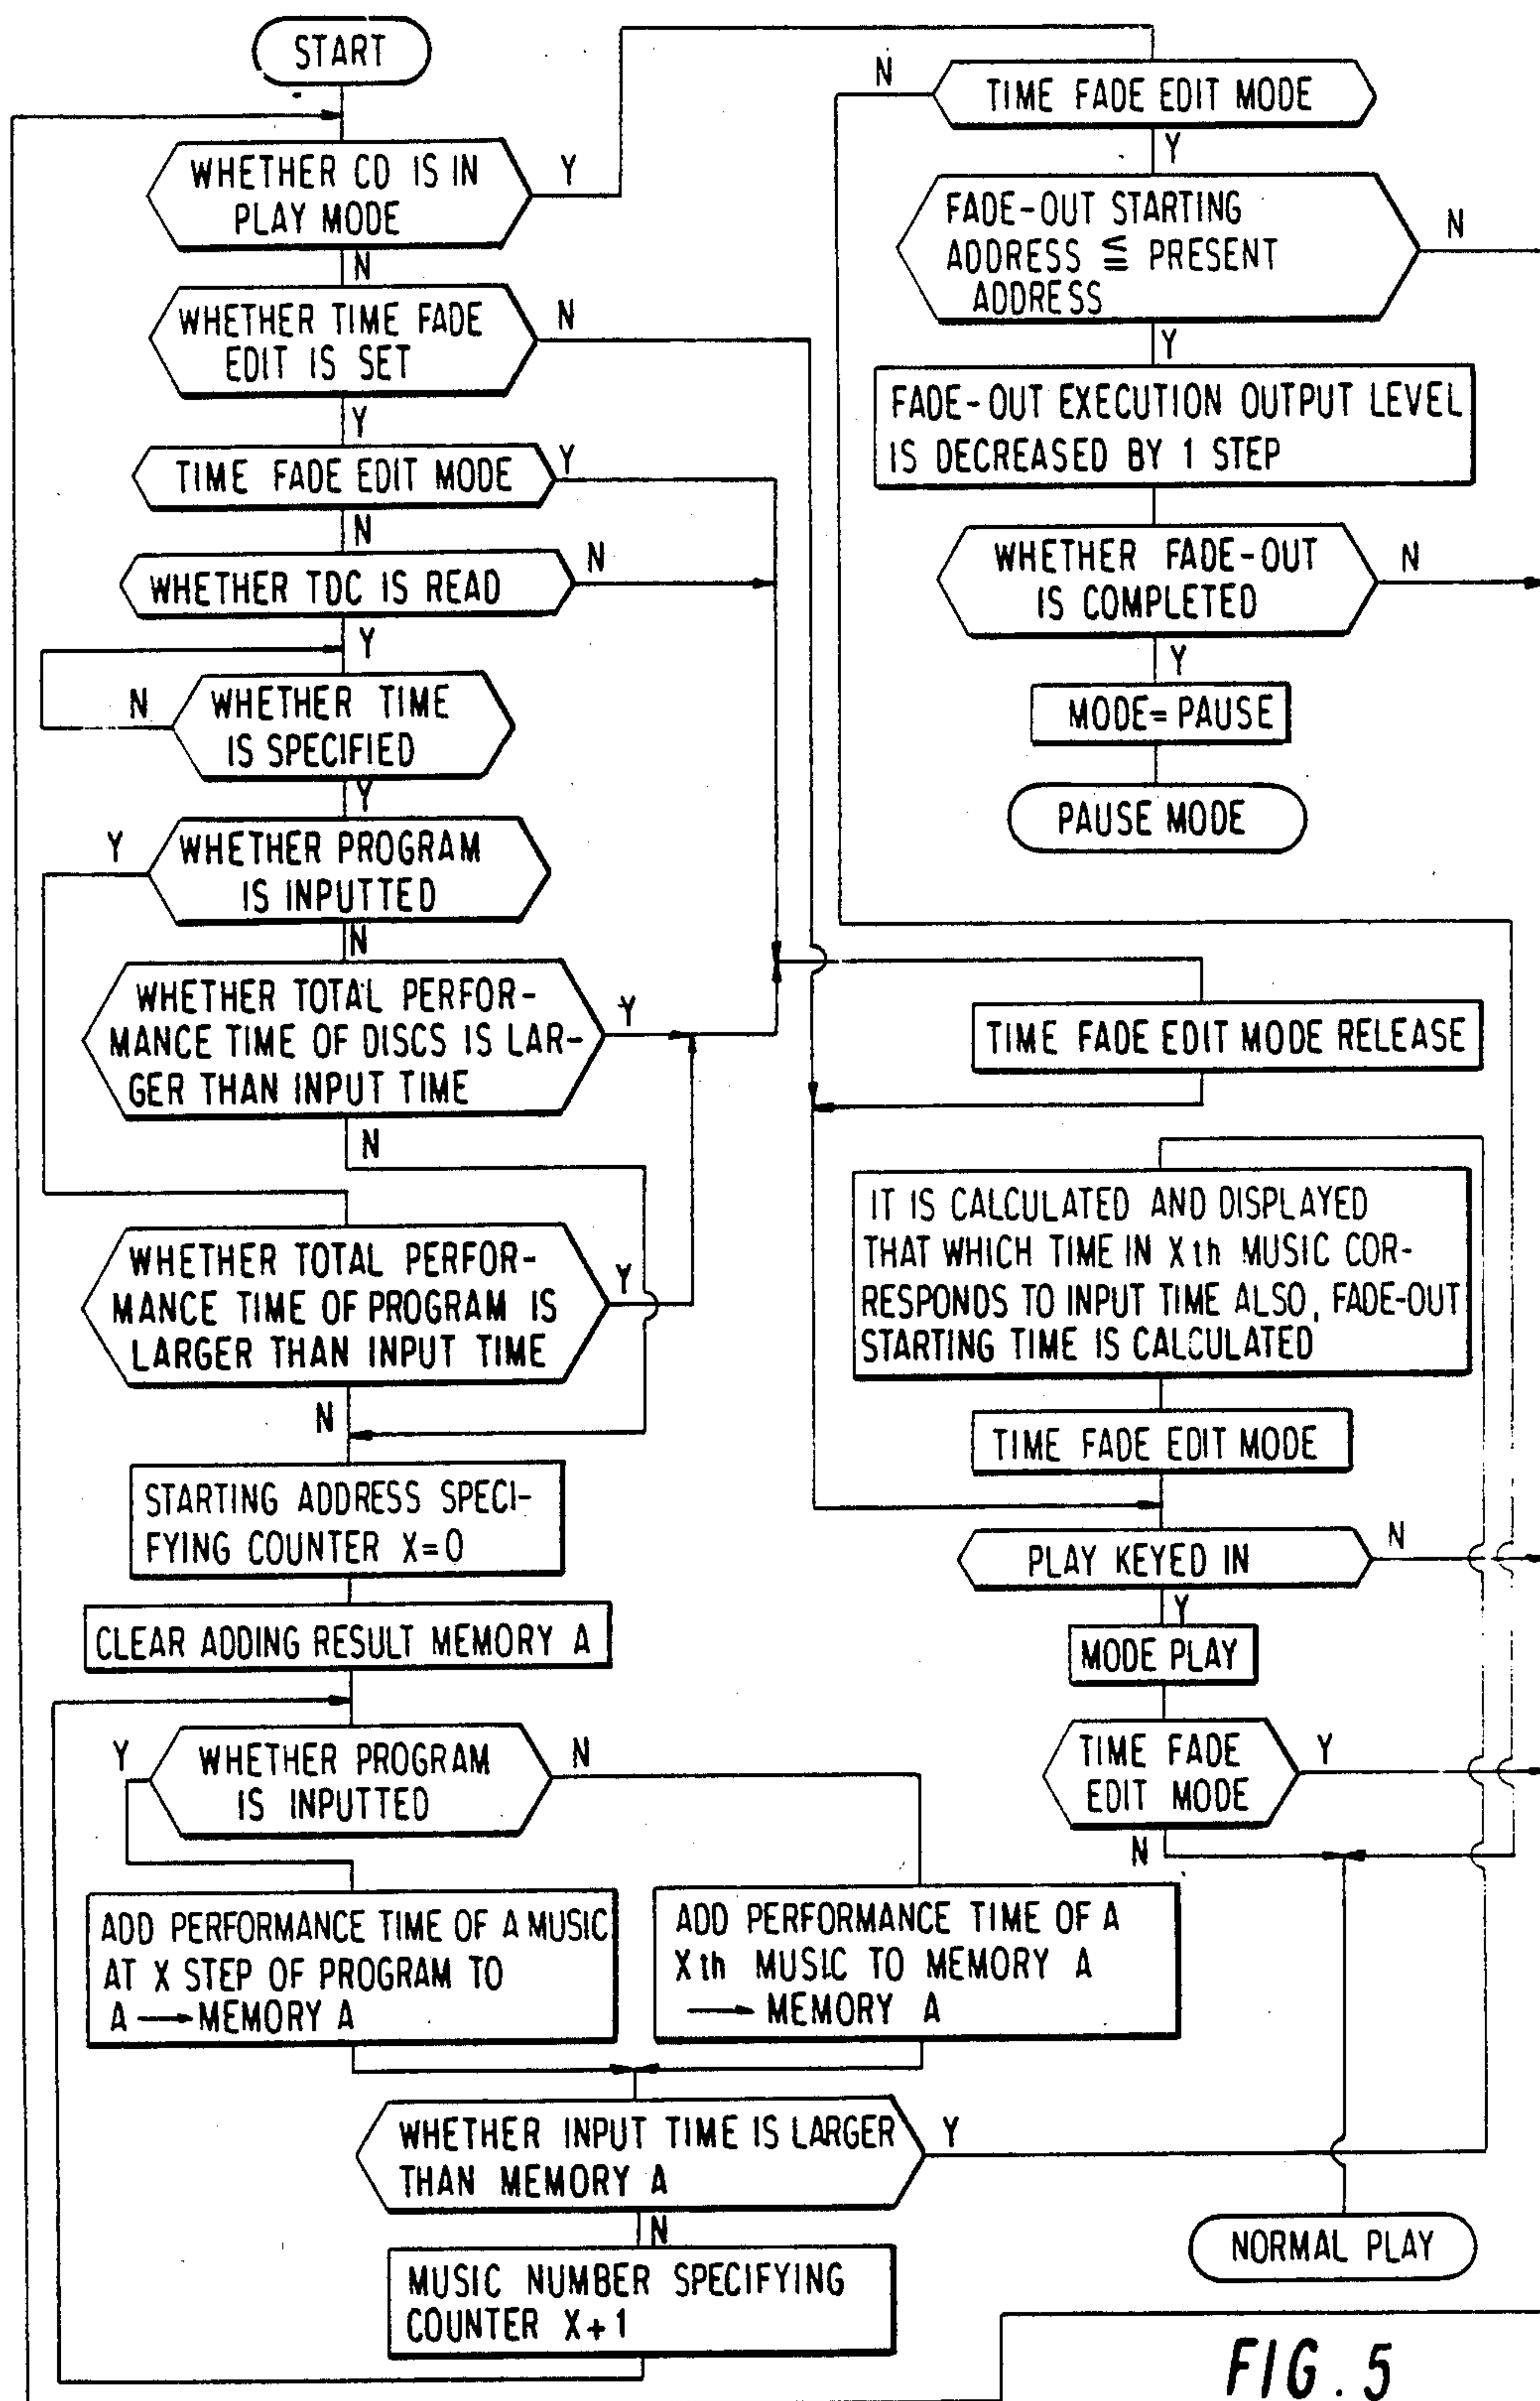 START
WHETHER CD IS IN
PLAY MODE
Y
N
WHETHER TIME FADE
EDIT IS SET
N
Y
TIME FADE EDIT MODE
Y
N
WHETHER TDC IS READ
N
Y
WHETHER TIME
IS SPECIFIED
N
Y
WHETHER PROGRAM
IS INPUTTED
Y
N
WHETHER TOTAL PERFOR-
MANCE TIME OF DISCS IS LAR-
GER THAN INPUT TIME
Y
N
WHETHER TOTAL PERFOR-
MANCE TIME OF PROGRAM IS
LARGER THAN INPUT TIME
Y
N
STARTING ADDRESS SPECI-
FYING COUNTER X=0
CLEAR ADDING RESULT MEMORY A
WHETHER PROGRAM
IS INPUTTED
Y
N
ADD PERFORMANCE TIME OF A MUSIC
AT X STEP OF PROGRAM TO
A → MEMORY A
ADD PERFORMANCE TIME OF A
Xth MUSIC TO MEMORY A
→ MEMORY A
WHETHER INPUT TIME IS LARGER
THAN MEMORY A
Y
N
MUSIC NUMBER SPECIFYING
COUNTER X+1
TIME FADE EDIT MODE
N
Y
FADE-OUT STARTING
ADDRESS ≦ PRESENT
ADDRESS
N
Y
FADE-OUT EXECUTION OUTPUT LEVEL
IS DECREASED BY 1 STEP
WHETHER FADE-OUT
IS COMPLETED
N
Y
MODE=PAUSE
PAUSE MODE
TIME FADE EDIT MODE RELEASE
IT IS CALCULATED AND DISPLAYED
THAT WHICH TIME IN Xth MUSIC COR-
RESPONDS TO INPUT TIME ALSO, FADE-OUT
STARTING TIME IS CALCULATED
TIME FADE EDIT MODE
PLAY KEYED IN
N
Y
MODE PLAY
TIME FADE
EDIT MODE
Y
N
NORMAL PLAY
FIG. 5